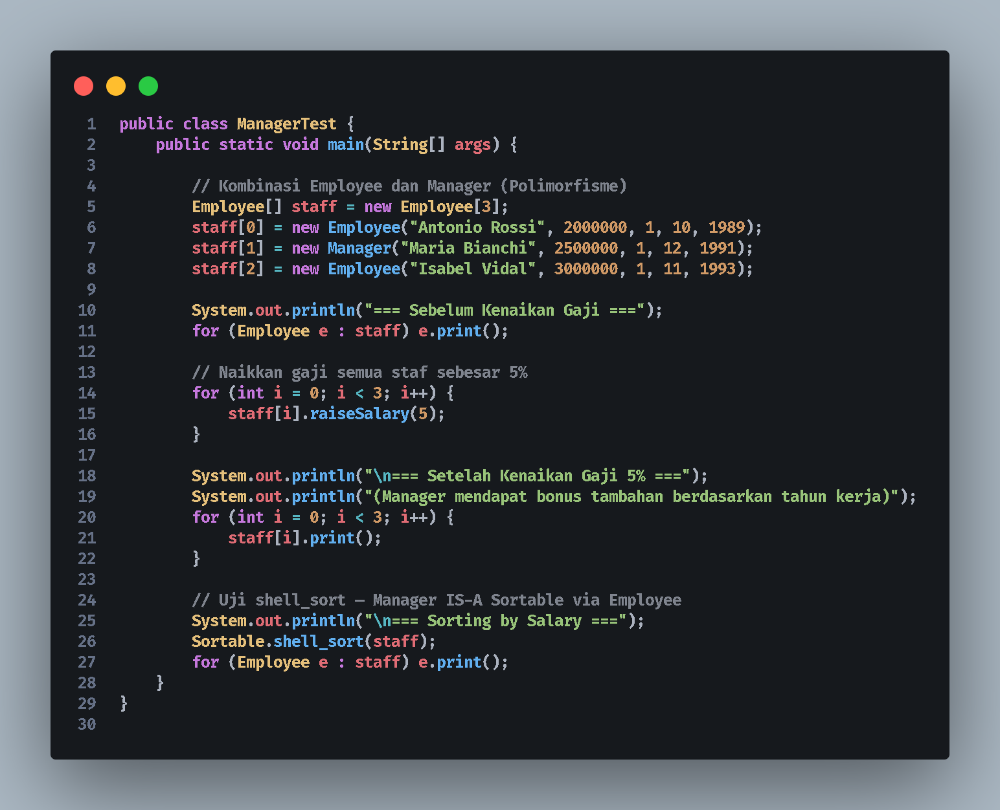 1 public class ManagerTest {
2     public static void main(String[] args) {
3
4         // Kombinasi Employee dan Manager (Polimorfisme)
5         Employee[] staff = new Employee[3];
6         staff[0] = new Employee("Antonio Rossi", 2000000, 1, 10, 1989);
7         staff[1] = new Manager("Maria Bianchi", 2500000, 1, 12, 1991);
8         staff[2] = new Employee("Isabel Vidal", 3000000, 1, 11, 1993);
9
10         System.out.println("=== Sebelum Kenaikan Gaji ===");
11         for (Employee e : staff) e.print();
12
13         // Naikkan gaji semua staf sebesar 5%
14         for (int i = 0; i < 3; i++) {
15             staff[i].raiseSalary(5);
16         }
17
18         System.out.println("\n=== Setelah Kenaikan Gaji 5% ===");
19         System.out.println("(Manager mendapat bonus tambahan berdasarkan tahun kerja)");
20         for (int i = 0; i < 3; i++) {
21             staff[i].print();
22         }
23
24         // Uji shell_sort — Manager IS-A Sortable via Employee
25         System.out.println("\n=== Sorting by Salary ===");
26         Sortable.shell_sort(staff);
27         for (Employee e : staff) e.print();
28     }
29 }
30